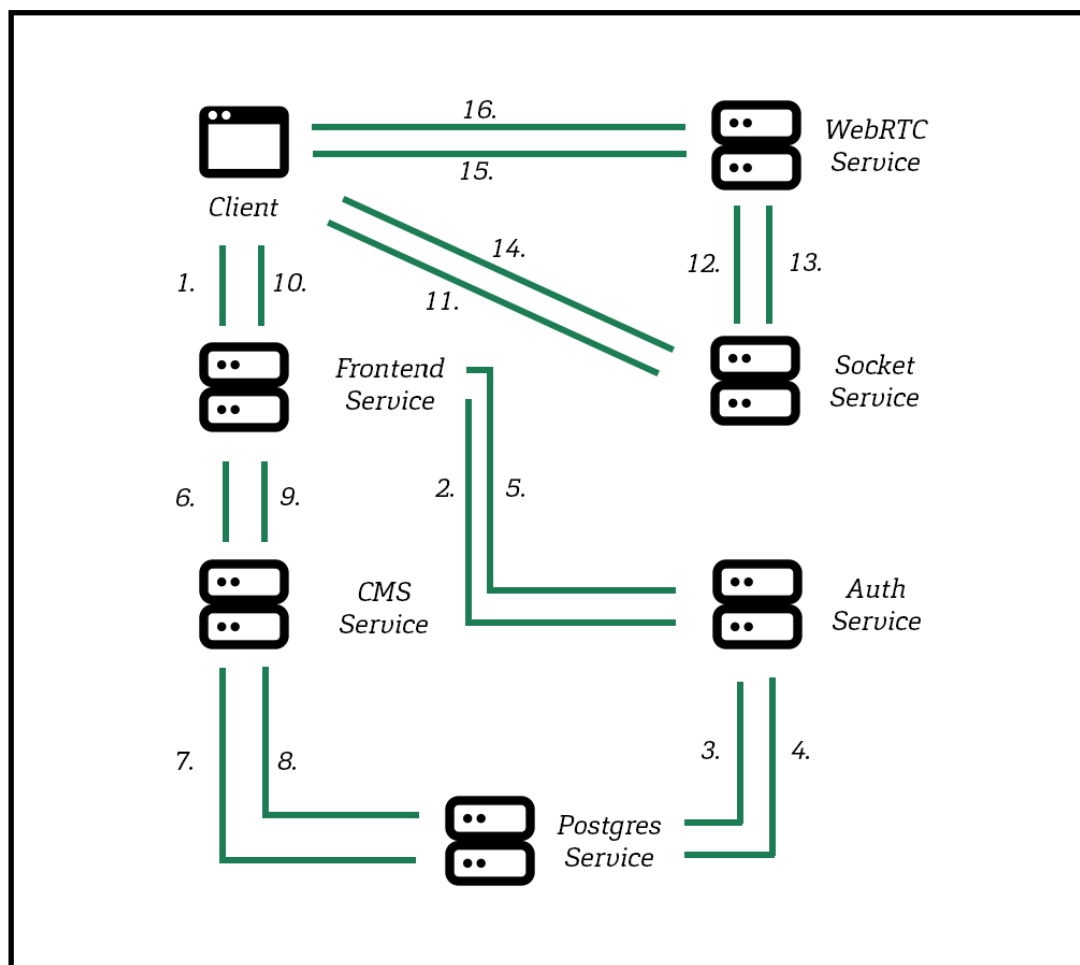 16.
WebRTC
Service
15.
Client
14.
12.
13.
1.
10.
11.
Frontend
Service
Socket
Service
2.
5.
6.
9.
CMS
Service
Auth
Service
7.
8.
3.
4.
Postgres
Service